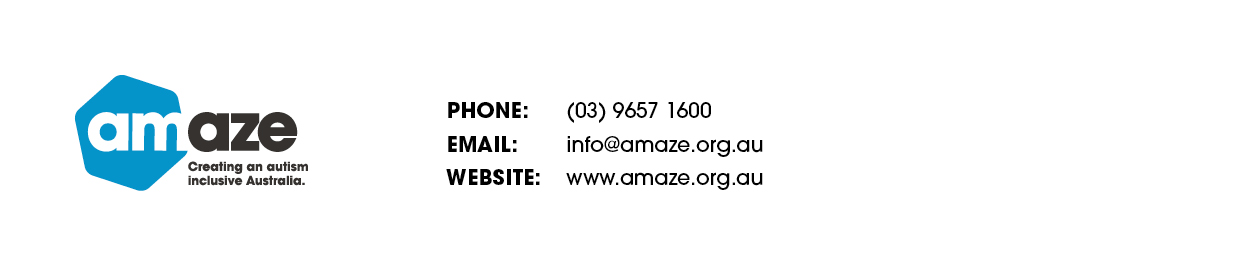 amaze
Creating an autism
inclusive Australia.
PHONE: (03) 9657 1600
EMAIL: info@amaze.org.au
WEBSITE: www.amaze.org.au